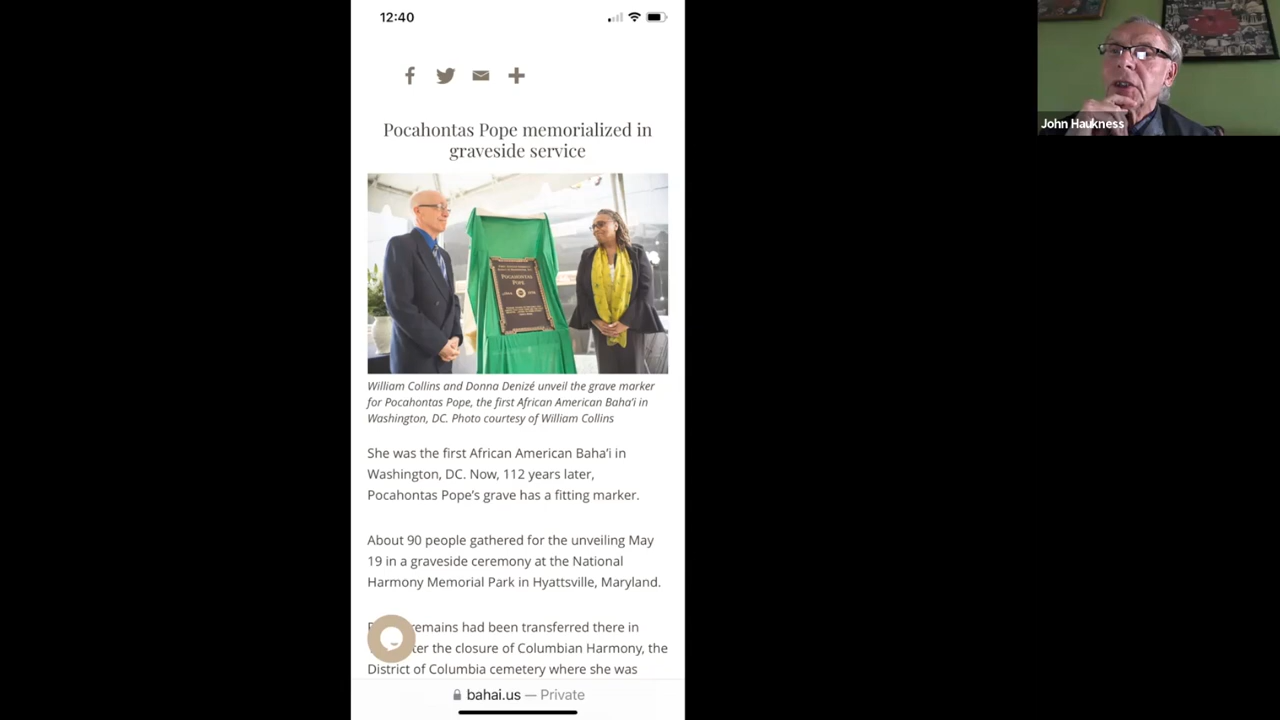 12:40
Pocahontas Pope memorialized in
graveside service
POCAHONTAS
POPE
William Collins and Donna Denizé unveil the grave marker
for Pocahontas Pope, the first African American Baha’i in
Washington, DC. Photo courtesy of William Collins
She was the first African American Baha’i in
Washington, DC. Now, 112 years later,
Pocahontas Pope’s grave has a fitting marker.
About 90 people gathered for the unveiling May
19 in a graveside ceremony at the National
Harmony Memorial Park in Hyattsville, Maryland.
remains had been transferred there in
the closure of Columbian Harmony, the
District of Columbia cemetery where she was
bahai.us — Private
John Haukness